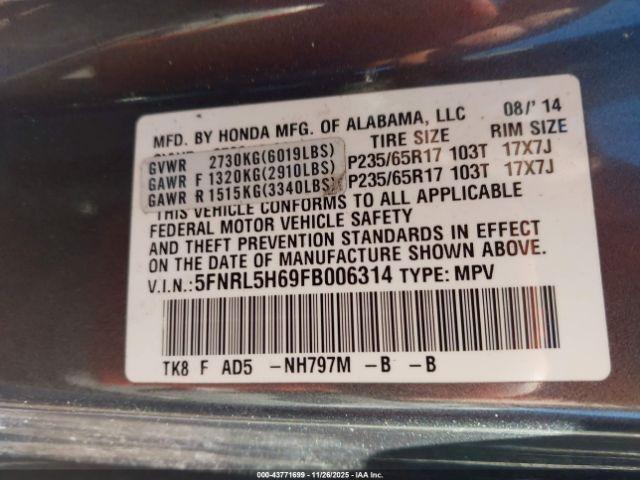 MFD. BY HONDA MFG. OF ALABAMA, LLC 08/' 14
TIRE SIZE RIM SIZE
GVWR 2730KG(6019LBS)
GAWR F 1320KG(2910LBS) P235/65R17 103T 17X7J
GAWR R 1515KG(3340LBS) P235/65R17 103T 17X7J
THIS VEHICLE CONFORMS TO ALL APPLICABLE
FEDERAL MOTOR VEHICLE SAFETY
AND THEFT PREVENTION STANDARDS IN EFFECT
ON THE DATE OF MANUFACTURE SHOWN ABOVE.
V.I.N.: 5FNRL5H69FB006314 TYPE: MPV
TK8 F AD5 -NH797M -B -B
© 000-43771699 | 11/26/2025 - IAA Inc.